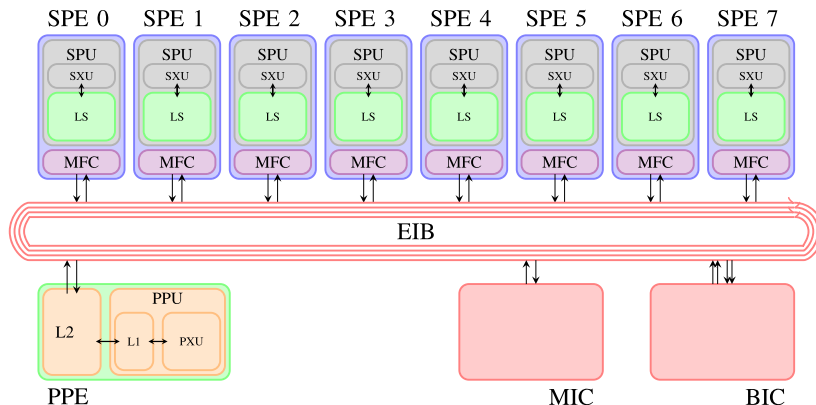 SPE 0 SPE 1 SPE 2 SPE 3 SPE 4 SPE 5 SPE 6 SPE 7
SPU SPU SPU SPU SPU SPU SPU SPU
SXU SXU SXU SXU SXU SXU SXU SXU
LS LS LS LS LS LS LS LS
MFC MFC MFC MFC MFC MFC MFC MFC
EIB
PPU
L2 L1 PXU
PPE MIC BIC